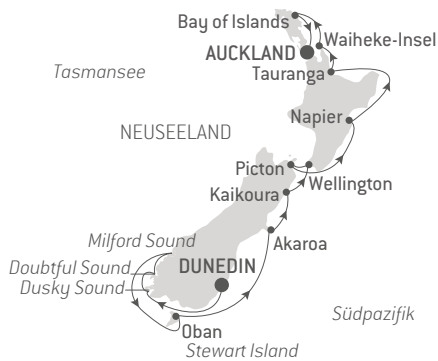 Bay of Islands
AUCKLAND
Waiheke-Insel
Tasmansee
Tauranga
Napier
NEUSEELAND
Picton
Wellington
Kaikoura
Milford Sound
Akaroa
Doubtful Sound
DUNEDIN
Dusky Sound
Südpazifik
Oban
Stewart Island